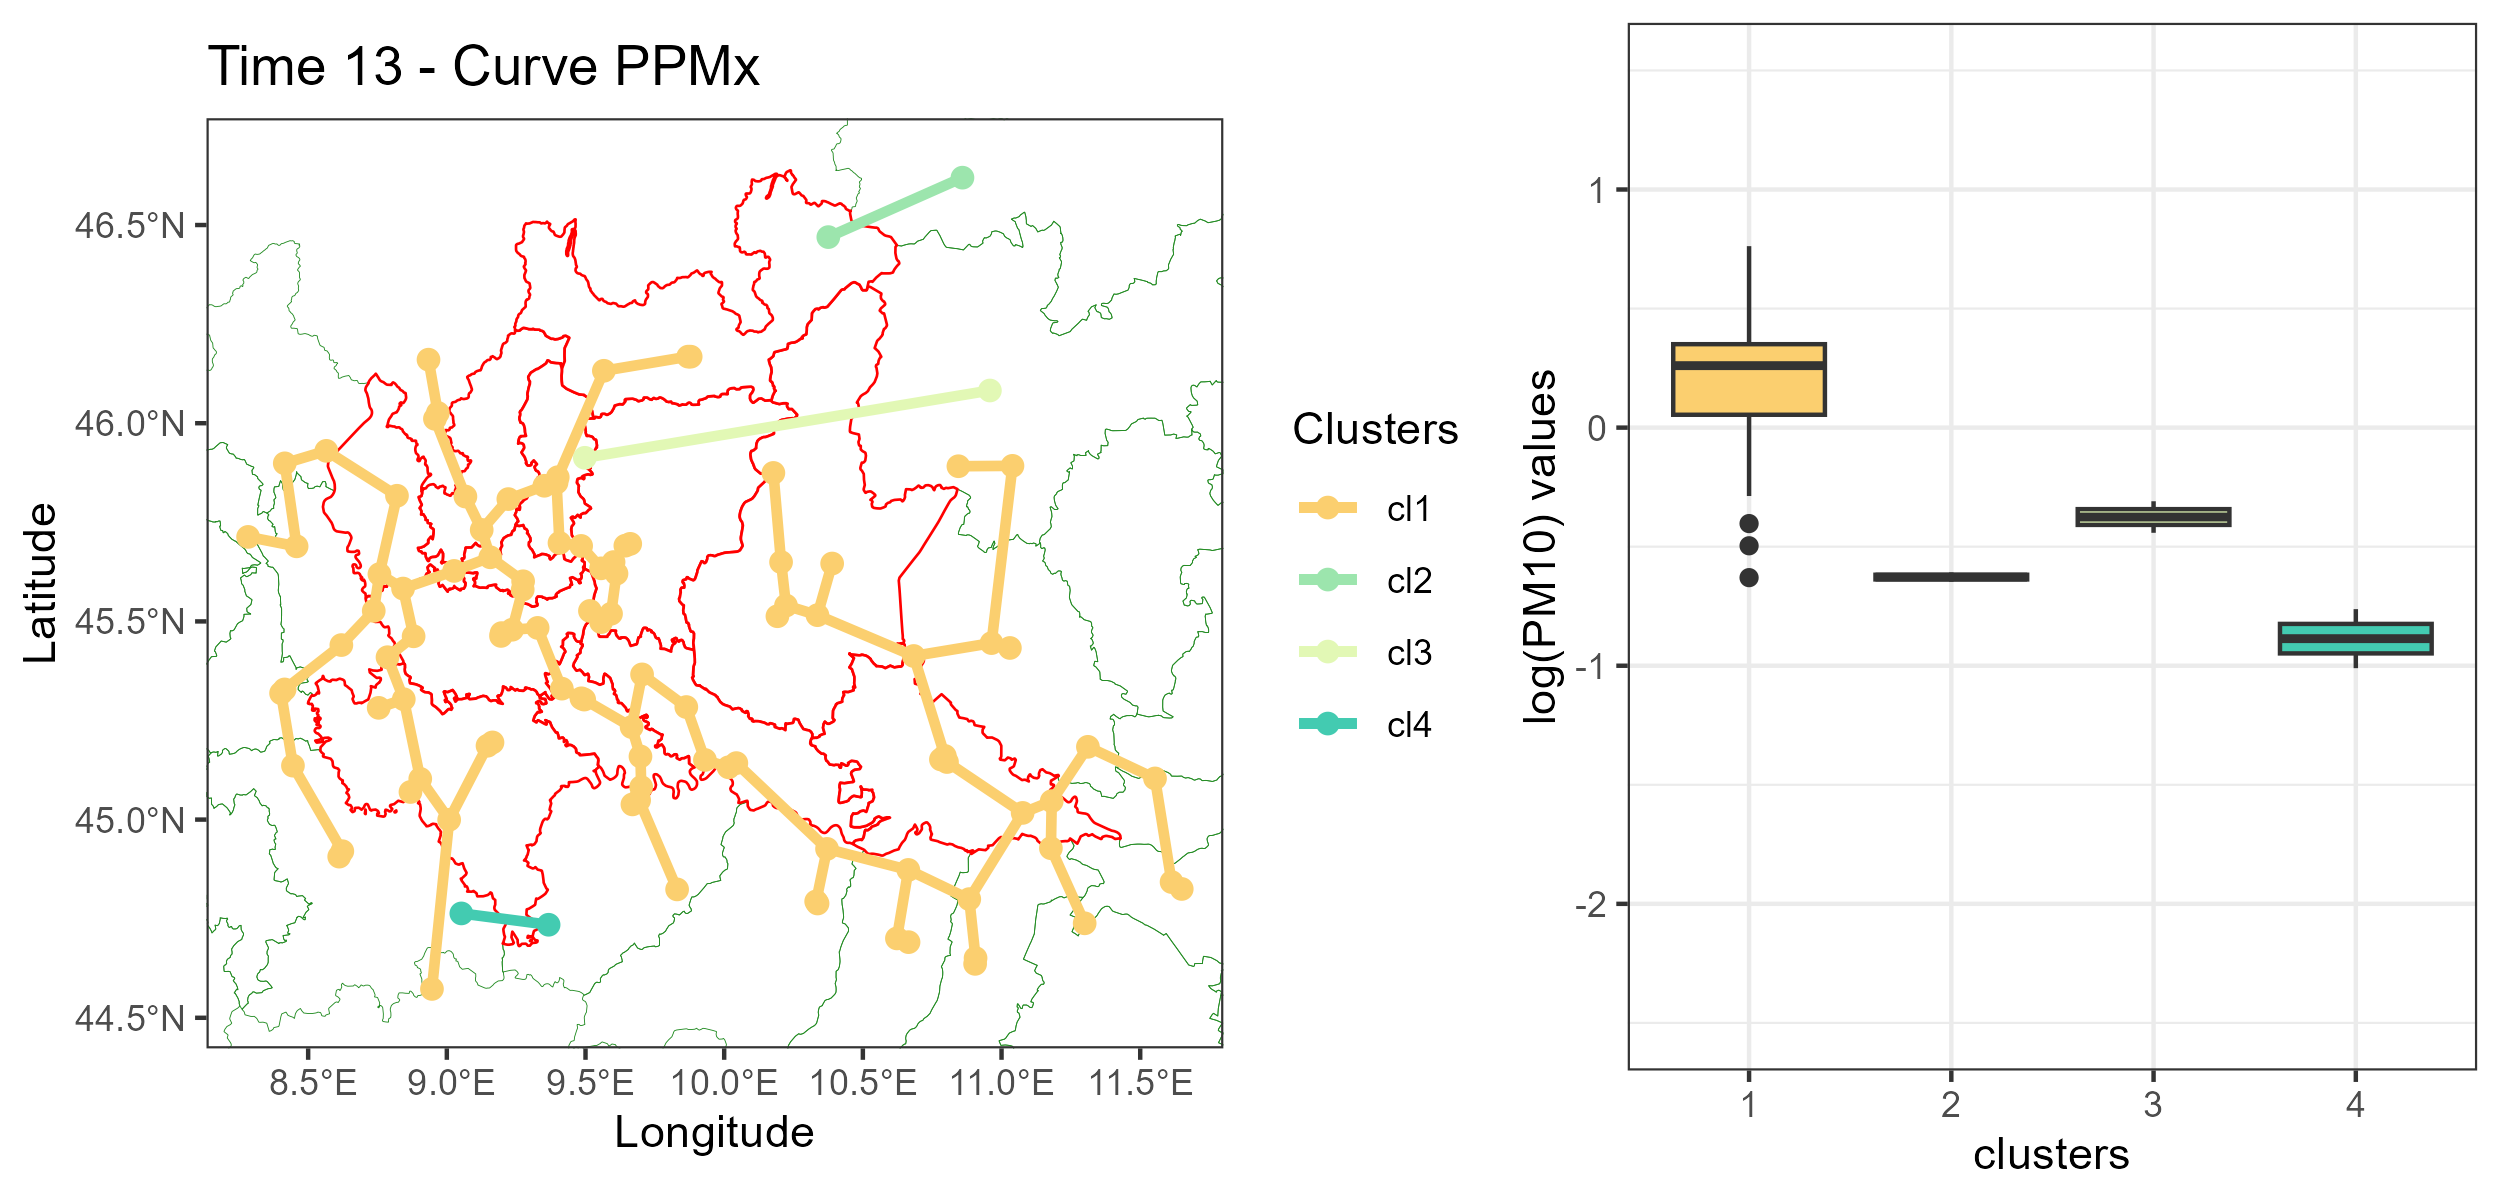 Time 13 - Curve PPMx
46.5°N
46.0°N
45.5°N
45.0°N
44.5°N
Latitude
8.5°E 9.0°E 9.5°E 10.0°E 10.5°E 11.0°E 11.5°E
Longitude
Clusters
cl1
cl2
cl3
cl4
1
0
-1
-2
log(PM10) values
1 2 3 4
clusters